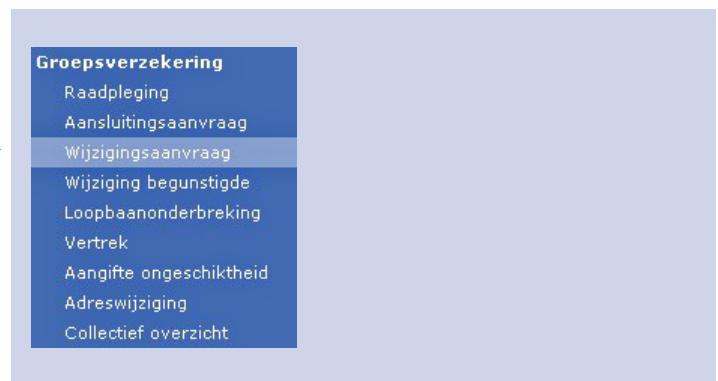 Groepsverzekering
Raadpleging
Aansluitingsaanvraag
Wijzigingsaanvraag
Wijziging begunstigde
Loopbaanonderbreking
Vertrek
Aangifte ongeschiktheid
Adreswijziging
Collectief overzicht